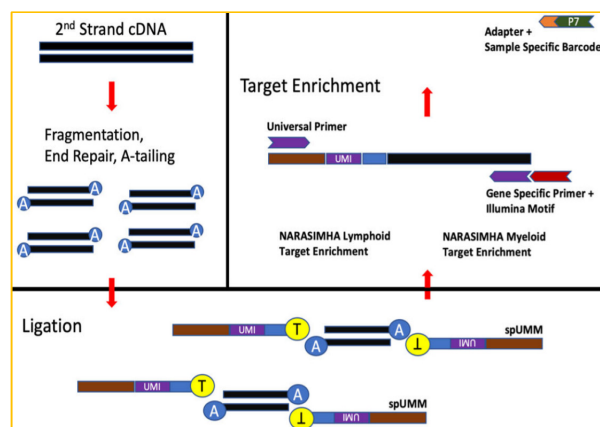 2nd Strand cDNA
Fragmentation,
End Repair, A-tailing
A
A
A
A
A
A
A
A
P7
Adapter +
Sample Specific Barcode
Target Enrichment
Universal Primer
UMI
Gene Specific Primer +
Illumina Motif
NARASIMHA Lymphoid
Target Enrichment
NARASIMHA Myeloid
Target Enrichment
Ligation
UMI
T
A
A
T
UMI
spUMM
UMI
T
A
A
T
UMI
spUMM